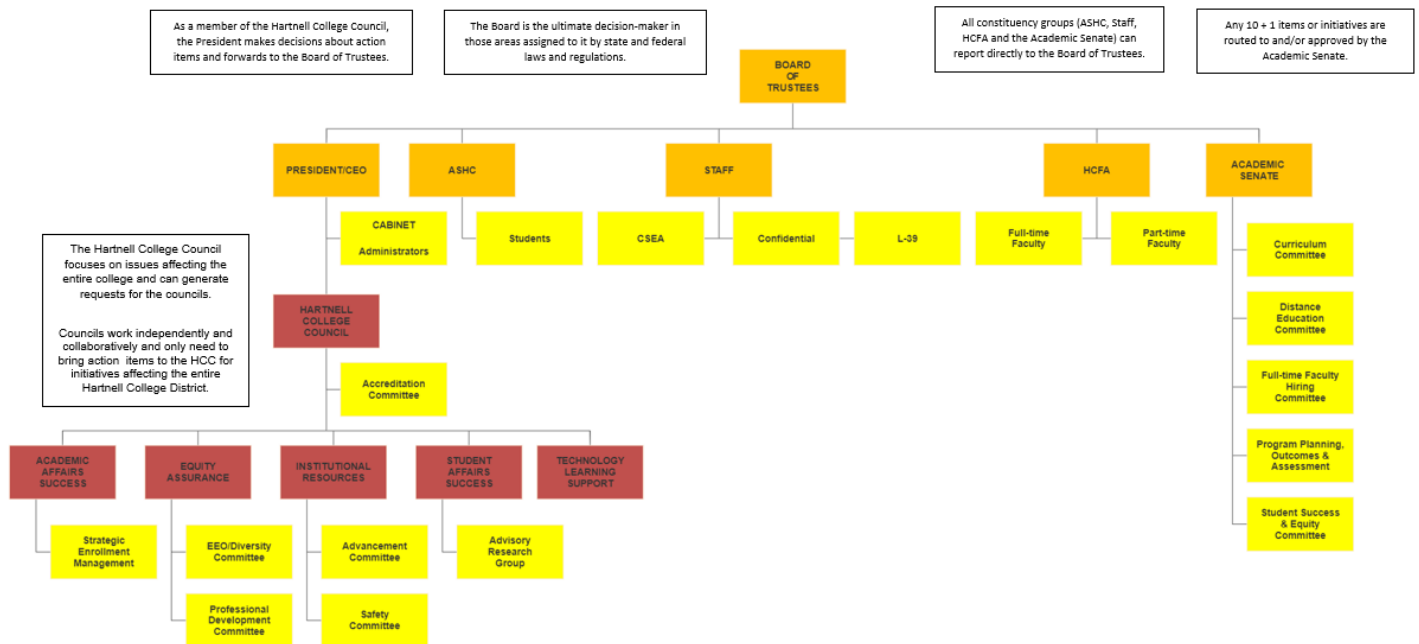 As a member of the Hartnell College Council,
the President makes decisions about action
items and forwards to the Board of Trustees.
The Board is the ultimate decision-maker in
those areas assigned to it by state and federal
laws and regulations.
All constituency groups (ASHC, Staff,
HCFA and the Academic Senate) can
report directly to the Board of Trustees.
Any 10 + 1 items or initiatives are
routed to and/or approved by the
Academic Senate.
BOARD
OF
TRUSTEES
PRESIDENT/CEO
ASHC
STAFF
HCFA
ACADEMIC
SENATE
CABINET
Administrators
Students
CSEA
Confidential
L-39
Full-time
Faculty
Part-time
Faculty
Curriculum
Committee
Distance
Education
Committee
Full-time Faculty
Hiring
Committee
Program Planning,
Outcomes &
Assessment
Student Success
& Equity
Committee
The Hartnell College Council
focuses on issues affecting the
entire college and can generate
requests for the councils.
Councils work independently and
collaboratively and only need to
bring action items to the HCC for
initiatives affecting the entire
Hartnell College District.
HARTNELL
COLLEGE
COUNCIL
Accreditation
Committee
ACADEMIC
AFFAIRS
SUCCESS
EQUITY
ASSURANCE
INSTITUTIONAL
RESOURCES
STUDENT
AFFAIRS
SUCCESS
TECHNOLOGY
LEARNING
SUPPORT
Strategic
Enrollment
Management
EEO/Diversity
Committee
Advancement
Committee
Advisory
Research
Group
Professional
Development
Committee
Safety
Committee